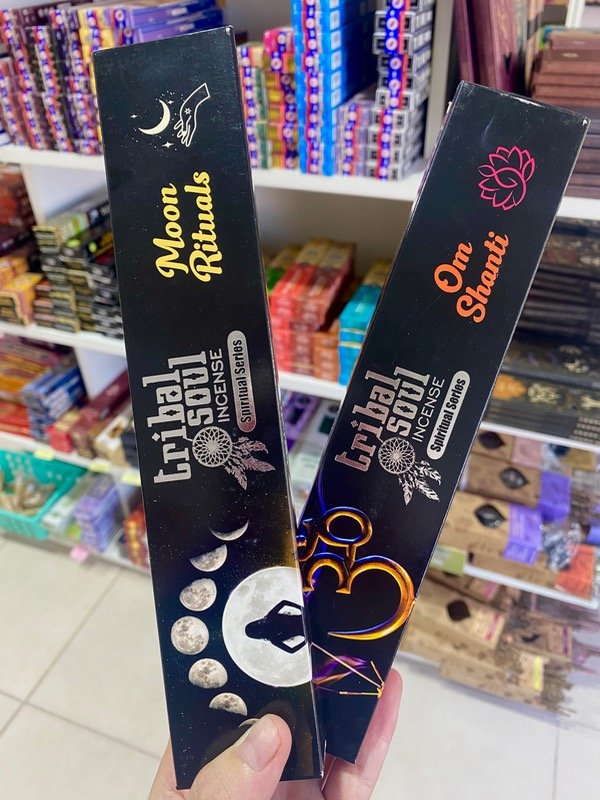 Moon
Rituals
tribal
soul
INCENSE
Spiritual Series
Om
Shanti
tribal
soul
INCENSE
Spiritual Series